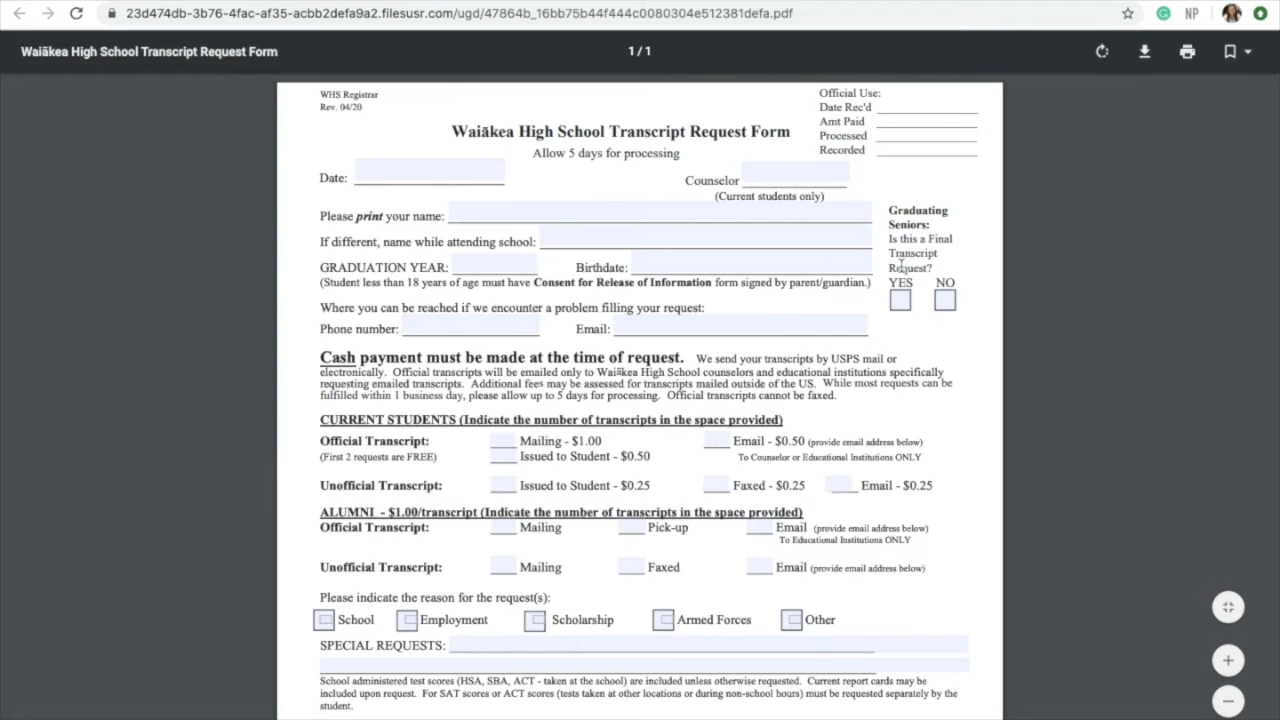 23d474db-3b76-4fac-af35-acbb2defa9a2.filesusr.com/ugd/47864b_16bb75b44f444c0080304e512381defa.pdf
NP
Waiākea High School Transcript Request Form
1 / 1
WHS Registrar
Rev. 04/20
Official Use:
Date Rec'd
Amt Paid
Processed
Recorded
Waiākea High School Transcript Request Form
Allow 5 days for processing
Date:
Counselor
(Current students only)
Please print your name:
If different, name while attending school:
GRADUATION YEAR: Birthdate:
(Student less than 18 years of age must have Consent for Release of Information form signed by parent/guardian.)
Graduating
Seniors:
Is this a Final
Transcript
Request?
YES NO
Where you can be reached if we encounter a problem filling your request:
Phone number: Email:
Cash payment must be made at the time of request. We send your transcripts by USPS mail or
electronically. Official transcripts will be emailed only to Waiākea High School counselors and educational institutions specifically
requesting emailed transcripts. Additional fees may be assessed for transcripts mailed outside of the US. While most requests can be
fulfilled within 1 business day, please allow up to 5 days for processing. Official transcripts cannot be faxed.
CURRENT STUDENTS (Indicate the number of transcripts in the space provided)
Official Transcript: Mailing - $1.00 Email - $0.50 (provide email address below)
(First 2 requests are FREE) Issued to Student - $0.50 To Counselor or Educational Institutions ONLY
Unofficial Transcript: Issued to Student - $0.25 Faxed - $0.25 Email - $0.25
ALUMNI - $1.00/transcript (Indicate the number of transcripts in the space provided)
Official Transcript: Mailing Pick-up Email (provide email address below)
To Educational Institutions ONLY
Unofficial Transcript: Mailing Faxed Email (provide email address below)
Please indicate the reason for the request(s):
School Employment Scholarship Armed Forces Other
SPECIAL REQUESTS:
School administered test scores (HSA, SBA, ACT - taken at the school) are included unless otherwise requested. Current report cards may be
included upon request. For SAT scores or ACT scores (tests taken at other locations or during non-school hours) must be requested separately by the
student.